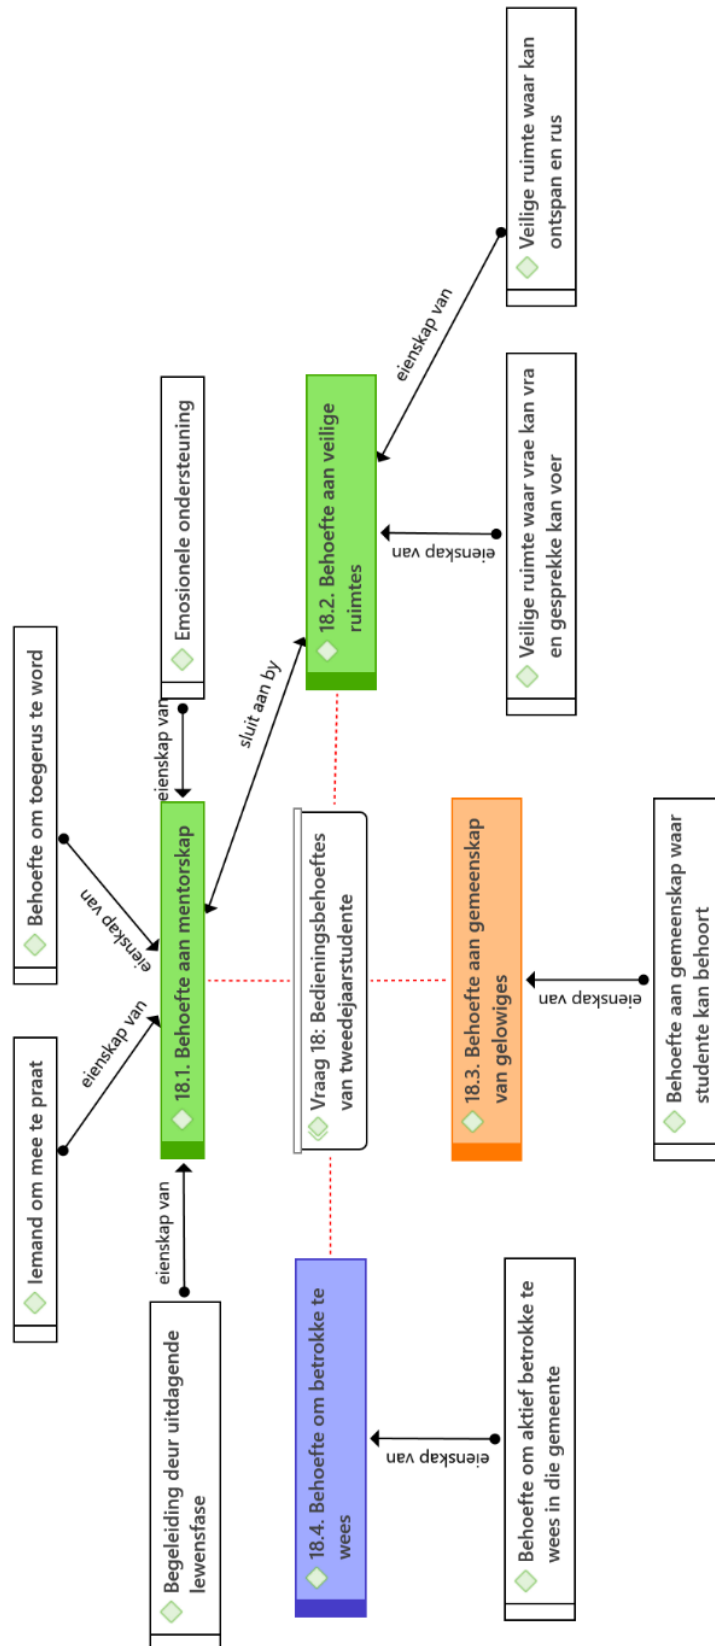 Iemand om mee te praat
Behoefte om toegerus te word
eienskap van
eienskap van
Begeleiding deur uitdagende
lewensfase
eienskap van
18.1. Behoefte aan mentorskap
eienskap van
Emosionele ondersteuning
sluit aan by
18.4. Behoefte om betrokke te
wees
Vraag 18: Bedieningsbehoeftes
van tweedejaarstudente
18.2. Behoefte aan veilige
ruimtes
eienskap van
eienskap van
eienskap van
18.3. Behoefte aan gemeenskap
van gelowiges
eienskap van
Behoefte om aktief betrokke te
wees in die gemeente
Veilige ruimte waar vrae kan vra
en gesprekke kan voer
Veilige ruimte waar kan
ontspan en rus
Behoefte aan gemeenskap waar
studente kan behoort